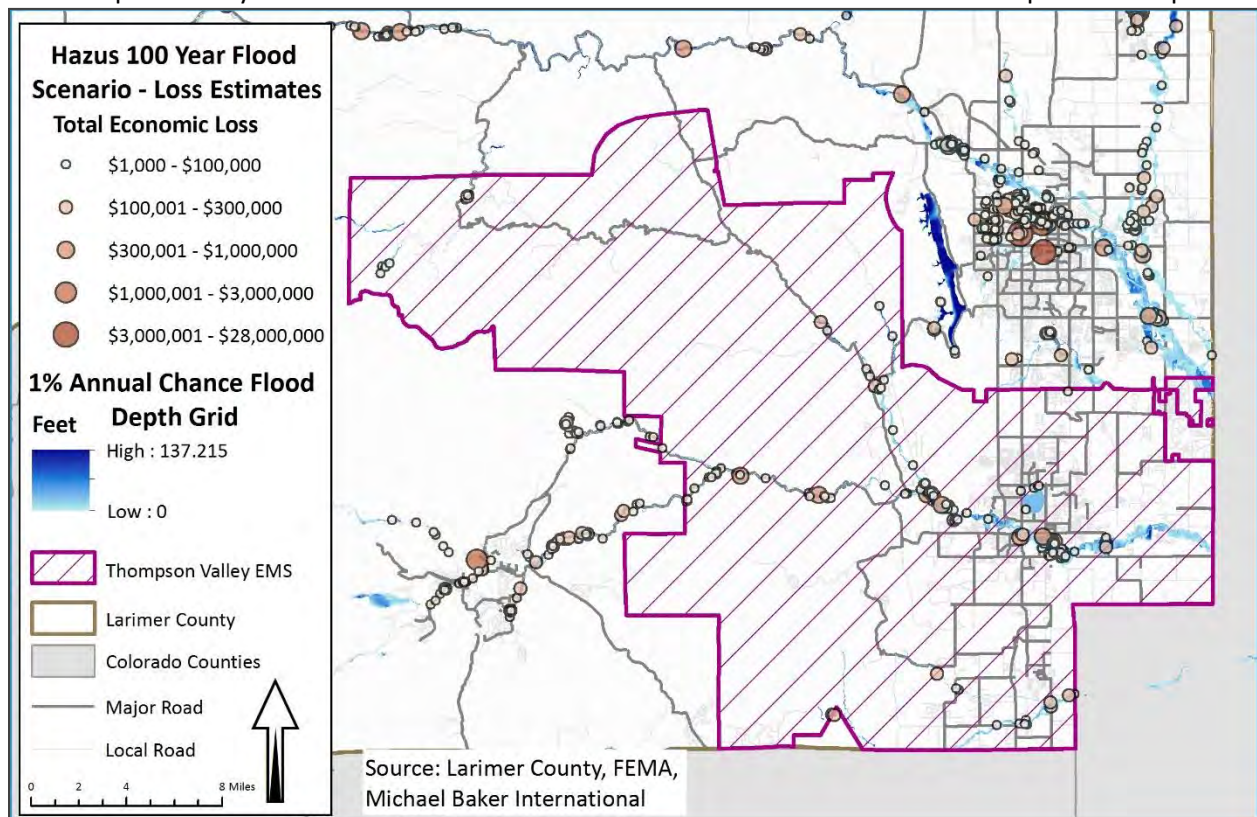 Hazus 100 Year Flood
Scenario - Loss Estimates
Total Economic Loss
$1,000 - $100,000
$100,001 - $300,000
$300,001 - $1,000,000
$1,000,001 - $3,000,000
$3,000,001 - $28,000,000
1% Annual Chance Flood
Depth Grid
Feet
High : 137.215
Low : 0
Thompson Valley EMS
Larimer County
Colorado Counties
Major Road
Local Road
0 2 4 8 Miles
Source: Larimer County, FEMA,
Michael Baker International